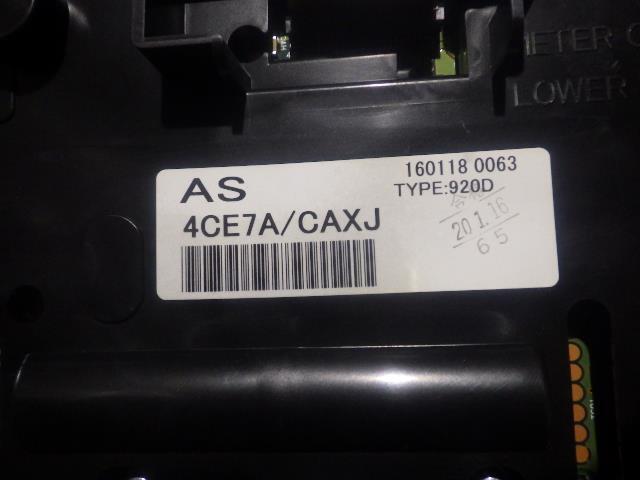 METER C
LOWER
AS
160118 0063
TYPE:920D
4CE7A/CAXJ
合格
20 1.16
65